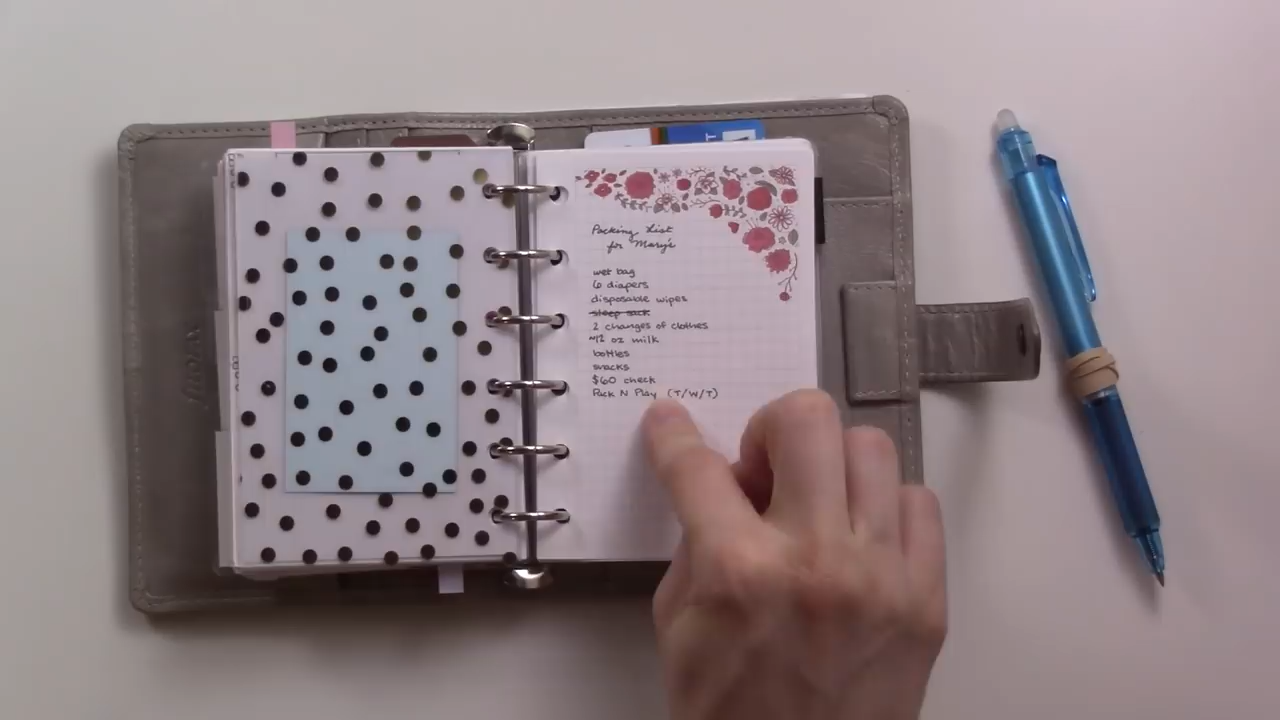 Packing List
for Mary's
wet bag
6 diapers
disposable wipes
sleep sack
2 changes of clothes
~12 oz milk
bottles
snacks
$60 check
Pack N Play (T/W/T)